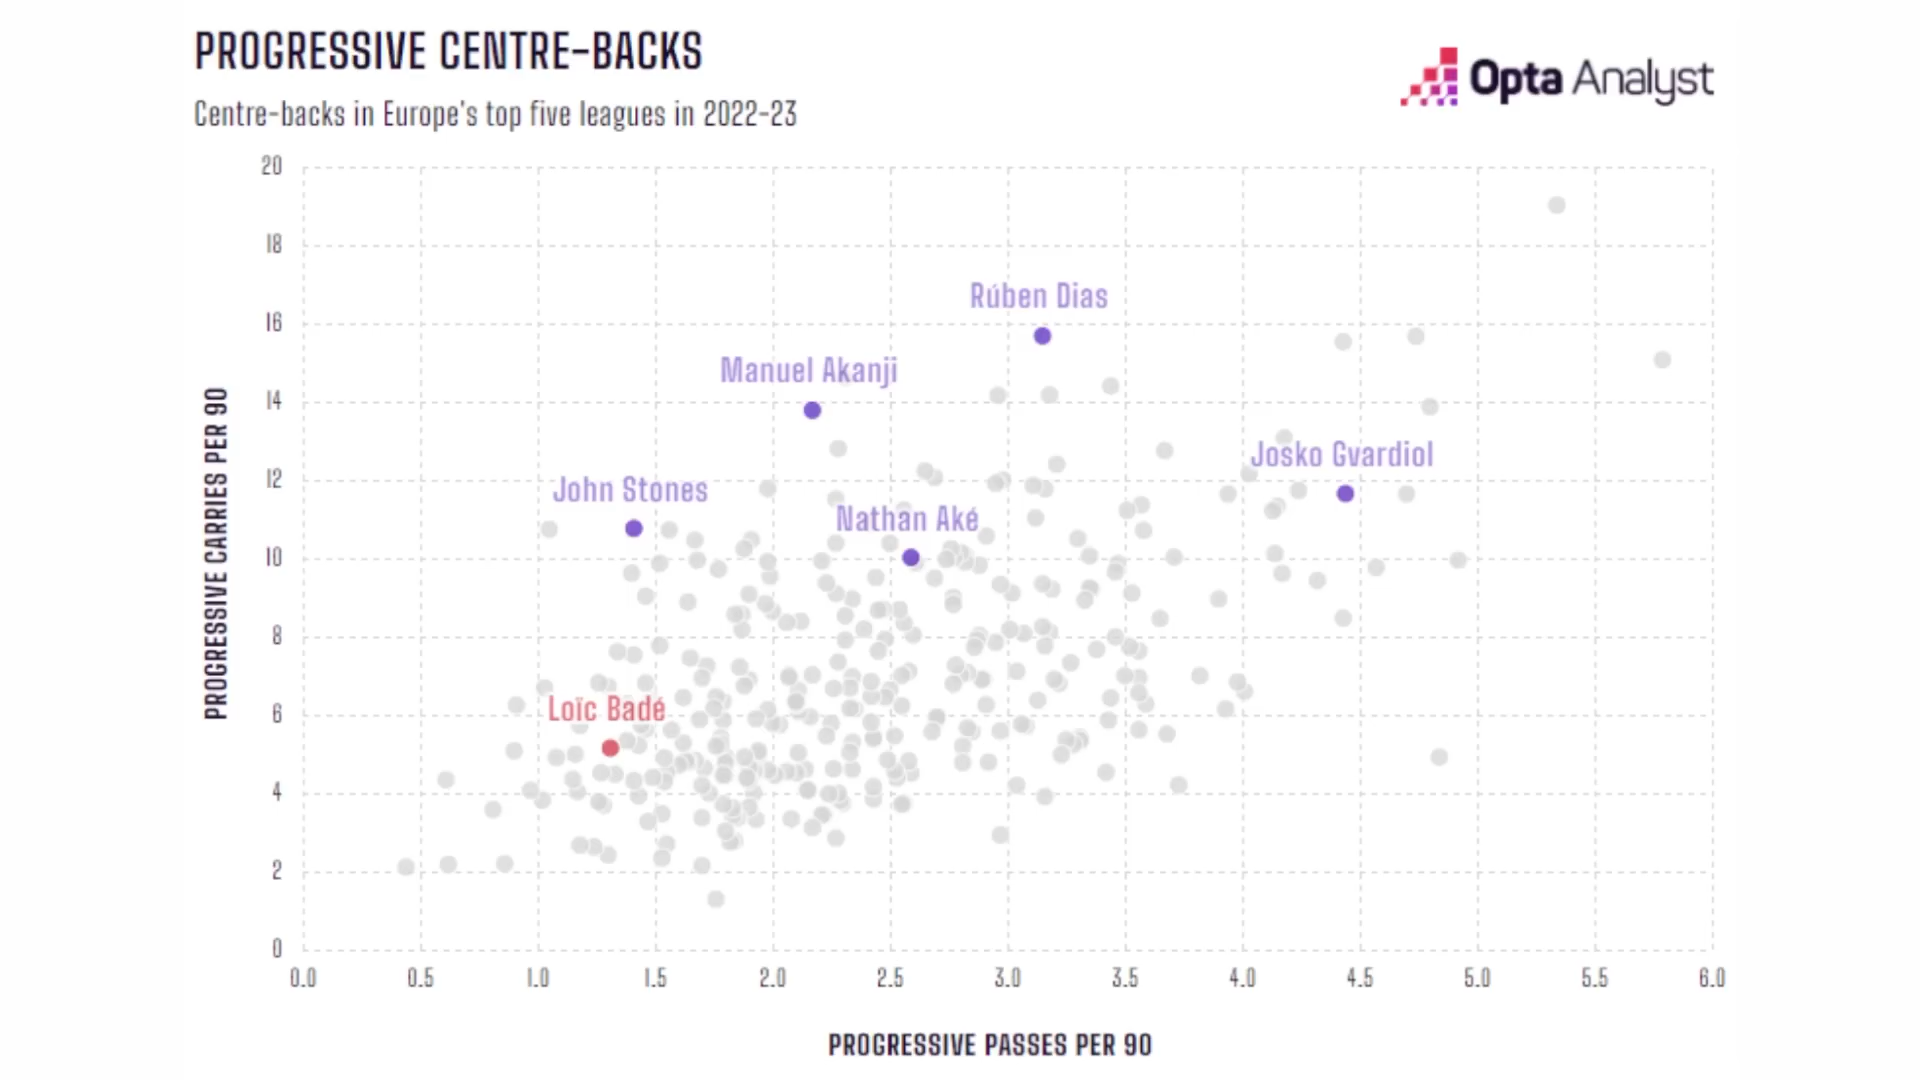 PROGRESSIVE CENTRE-BACKS
Opta Analyst
Centre-backs in Europe's top five leagues in 2022-23
20
18
Rúben Dias
16
Manuel Akanji
14
Josko Gvardiol
12
John Stones
Nathan Aké
10
8
6
Loïc Badé
4
2
0
PROGRESSIVE CARRIES PER 90
0.0 0.5 1.0 1.5 2.0 2.5 3.0 3.5 4.0 4.5 5.0 5.5 6.0
PROGRESSIVE PASSES PER 90